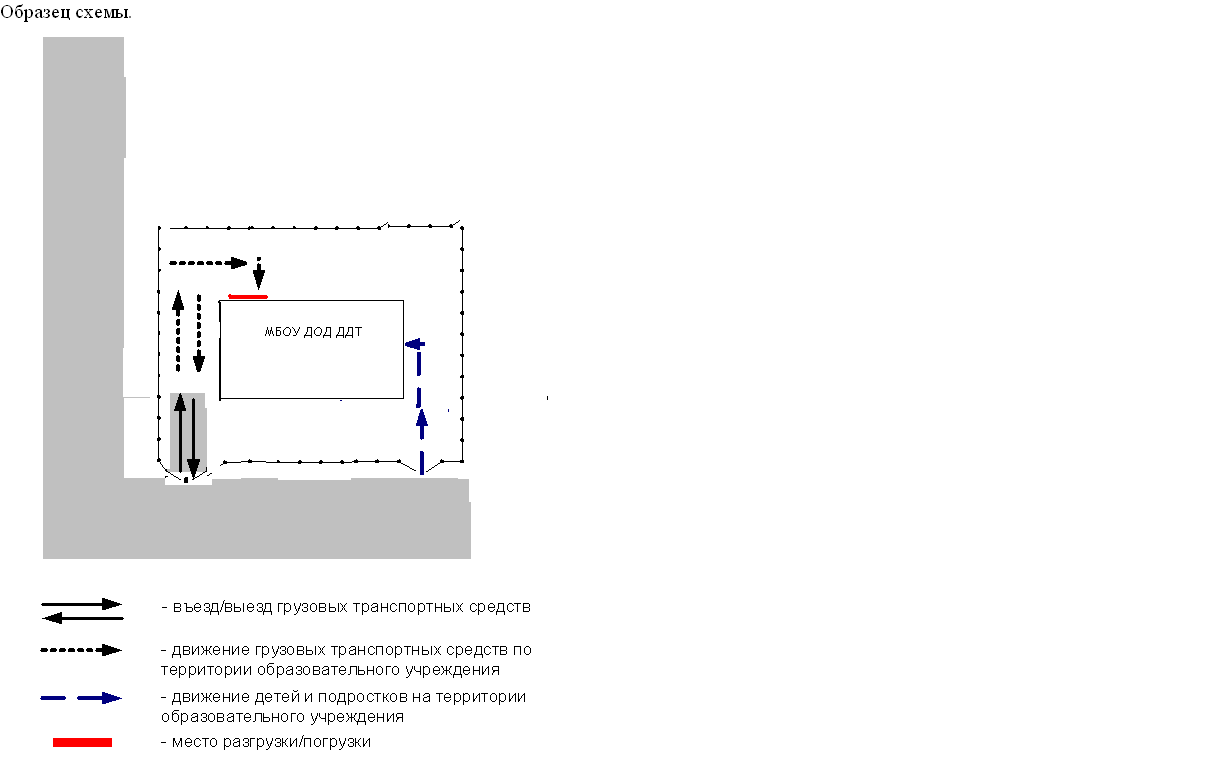 Образец схемы.
МБОУ ДОД ДДТ
- въезд/выезд грузовых транспортных средств
- движение грузовых транспортных средств по
территории образовательного учреждения
- движение детей и подростков на территории
образовательного учреждения
- место разгрузки/погрузки